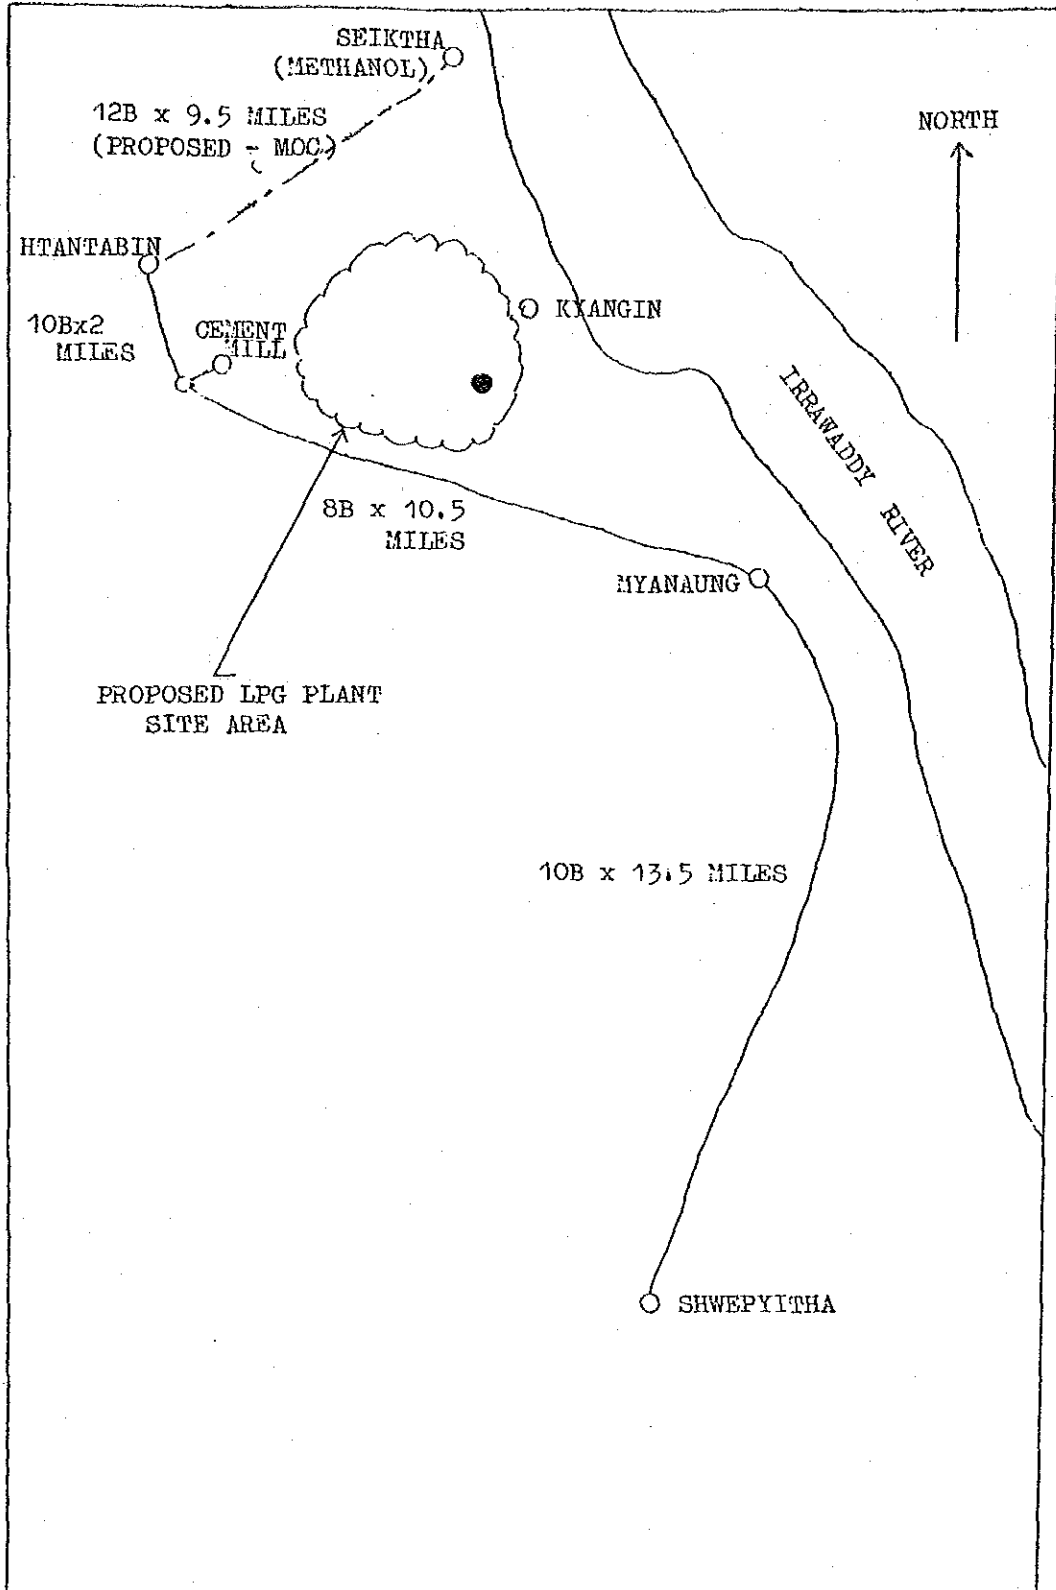 SEIKTHA
(METHANOL)
12B x 9.5 MILES
(PROPOSED - MOC)
NORTH
HTANTABIN
KYANGIN
10Bx2
MILES
CEMENT
MILL
IRRAWADDY RIVER
8B x 10.5
MILES
MYANAUNG
PROPOSED LPG PLANT
SITE AREA
10B x 13.5 MILES
SHWEPYITHA